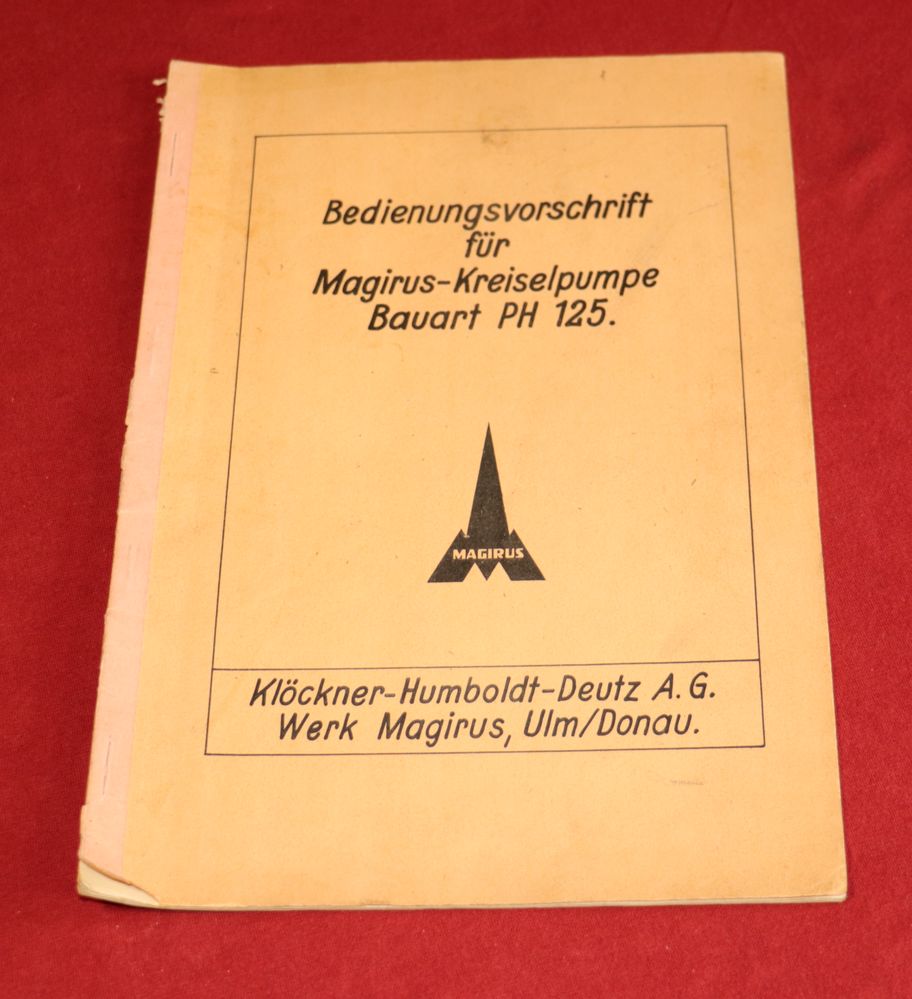 Bedienungsvorschrift
für
Magirus-Kreiselpumpe
Bauart PH 125.
MAGIRUS
Klöckner-Humboldt-Deutz A.G.
Werk Magirus, Ulm/Donau.